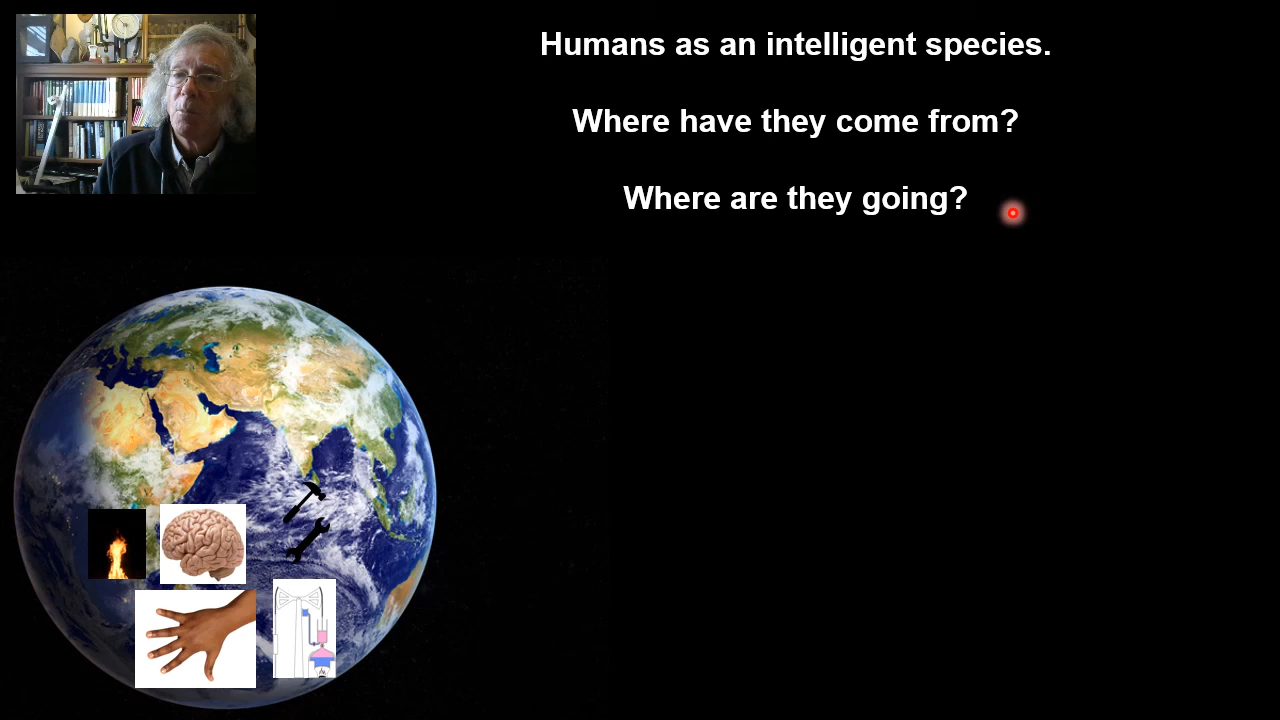 Humans as an intelligent species.
Where have they come from?
Where are they going?